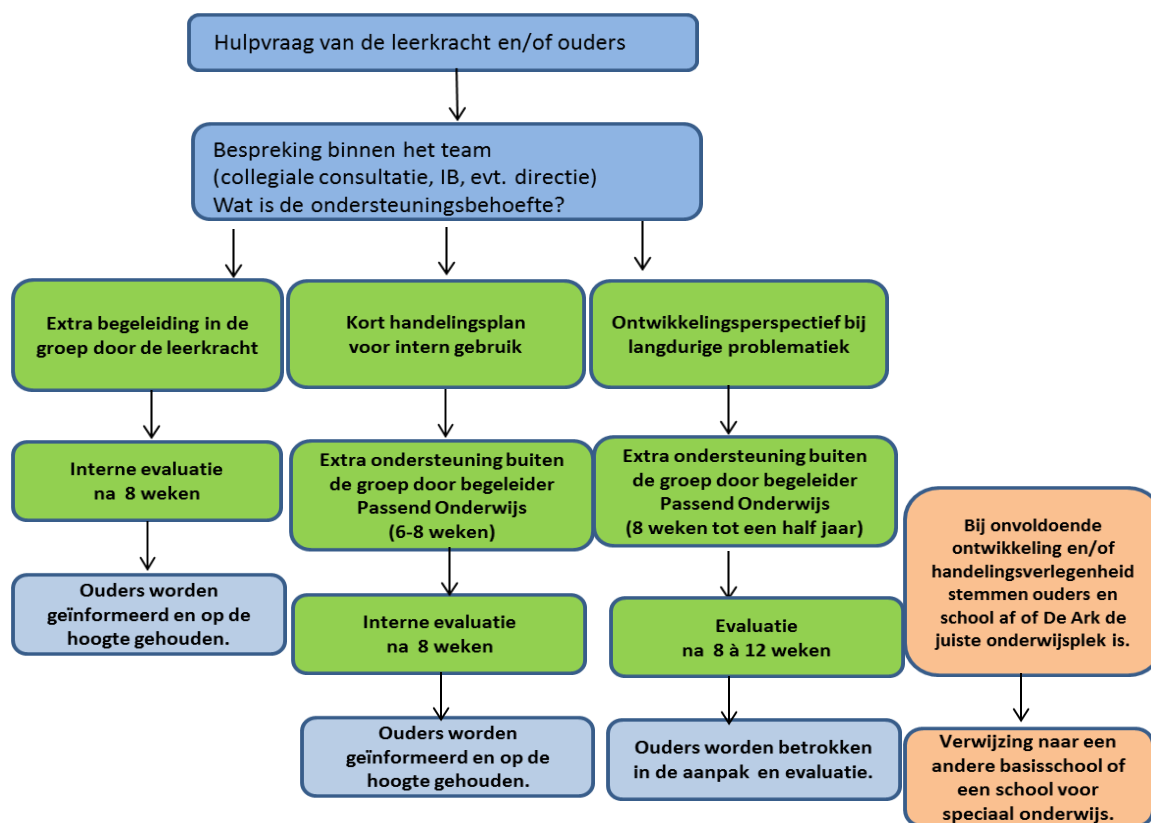 Hulpvraag van de leerkracht en/of ouders
Bespreking binnen het team
(collegiale consultatie, IB, evt. directie)
Wat is de ondersteuningsbehoefte?
Extra begeleiding in de
groep door de leerkracht
Interne evaluatie
na 8 weken
Ouders worden
geïnformeerd en op de
hoogte gehouden.
Kort handelingsplan
voor intern gebruik
Extra ondersteuning buiten
de groep door begeleider
Passend Onderwijs
(6-8 weken)
Interne evaluatie
na 8 weken
Ouders worden
geïnformeerd en op de
hoogte gehouden.
Ontwikkelingsperspectief bij
langdurige problematiek
Extra ondersteuning buiten
de groep door begeleider
Passend Onderwijs
(8 weken tot een half jaar)
Evaluatie
na 8 à 12 weken
Ouders worden betrokken
in de aanpak en evaluatie.
Bij onvoldoende
ontwikkeling en/of
handelingsverlegenheid
stemmen ouders en
school af of De Ark de
juiste onderwijsplek is.
Verwijzing naar een
andere basisschool of
een school voor
speciaal onderwijs.